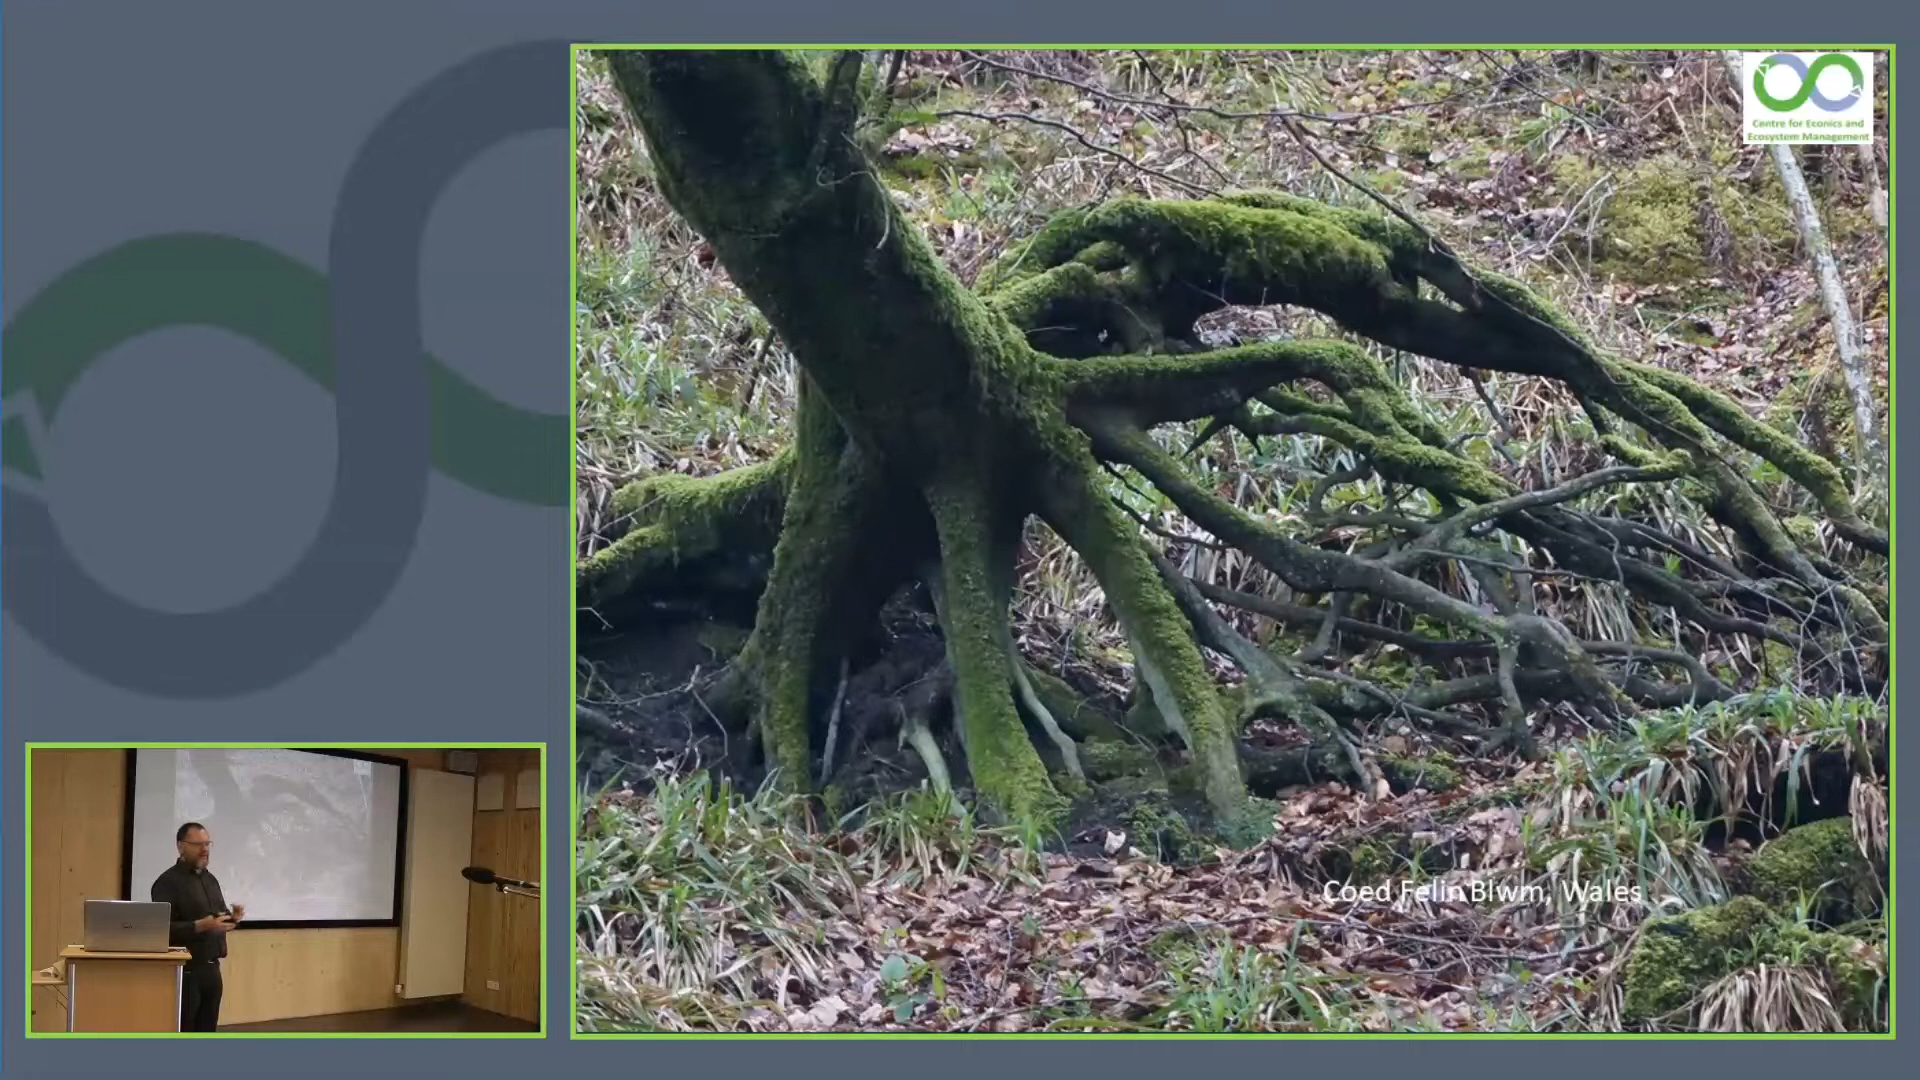 Centre for Econics and
Ecosystem Management
Coed Felin Blwm, Wales